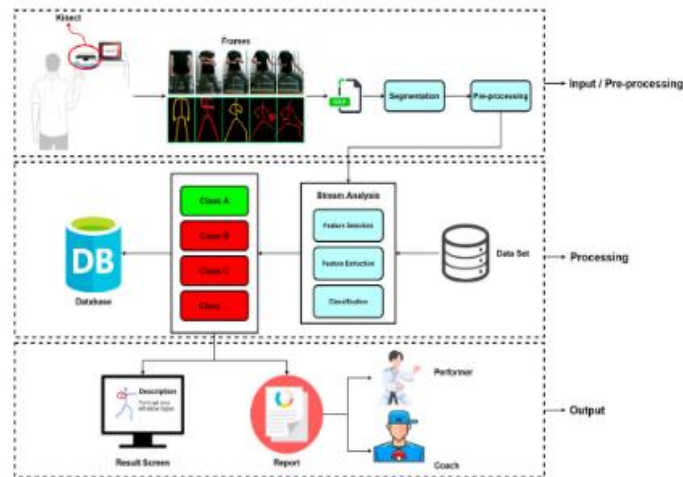 Kinect
Frames
Segmentation
Pre-processing
Input / Pre-processing
Class A
Class B
Class C
Class
DB
Database
Stream Analysis
Feature Selection
Feature Extraction
Classification
Data Set
Processing
Description
Result Screen
Report
Performer
Coach
Output